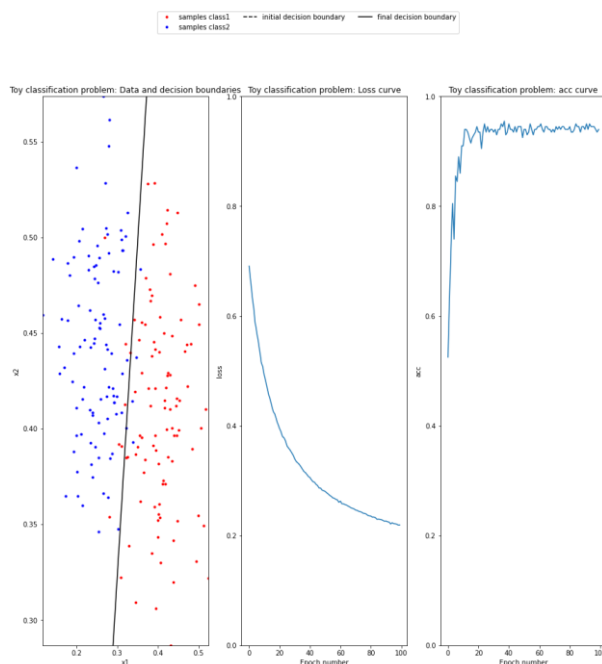 samples class1
samples class2
initial decision boundary
final decision boundary
Toy classification problem: Data and decision boundaries
Toy classification problem: Loss curve
Toy classification problem: acc curve
x2
0.55
0.50
0.45
0.40
0.35
0.30
0.2
0.3
0.4
0.5
x1
loss
1.0
0.8
0.6
0.4
0.2
0.0
0
20
40
60
80
100
Epoch number
acc
1.0
0.8
0.6
0.4
0.2
0.0
0
20
40
60
80
100
Epoch number